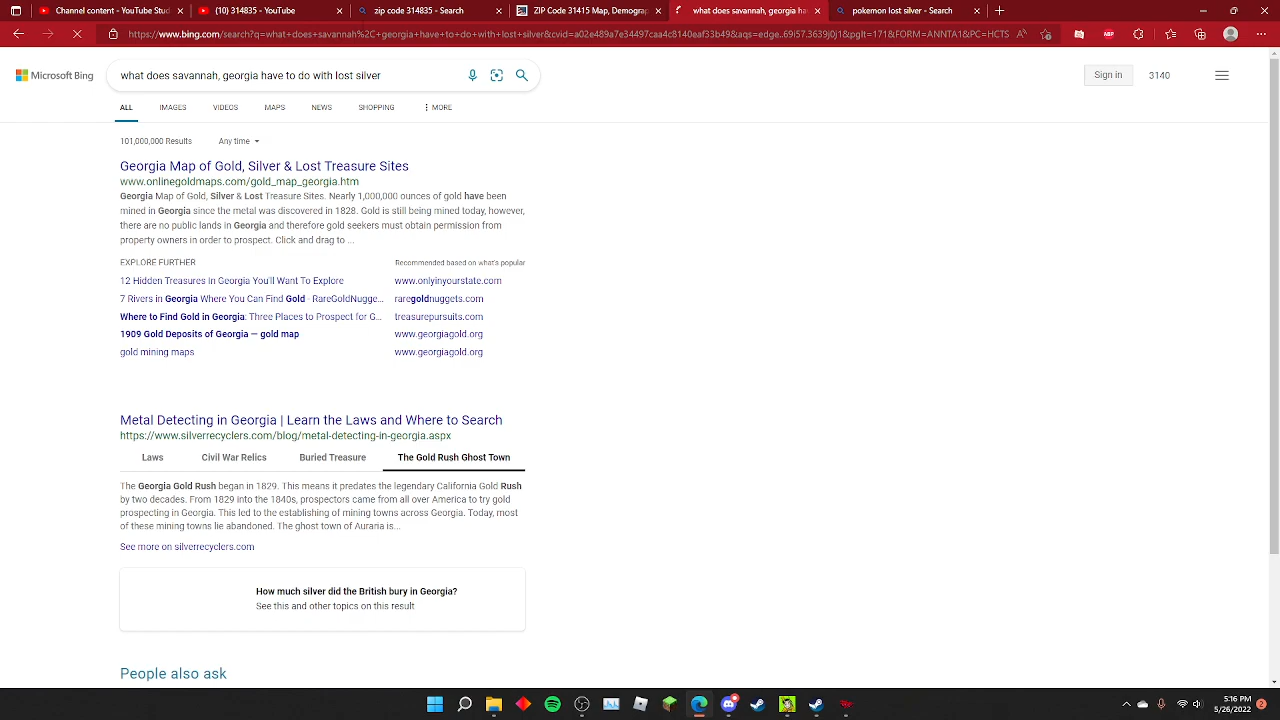 Content - YouTube Stud
(10) 314835 - YouTube
zip code 314835 - Search
ZIP Code 31415 Map, Demograp
what does savannah, georgia hav
pokemon lost silver - Search
https://www.bing.com/search?q=what+does+savannah%2C+georgia+have+to+do+with+lost+silver&cvid=a02e489a7e34497caa4c8140eaf33b49&aqs=edge..69i57.3639j0j1&pglt=171&FORM=ANNTA1&PC=HCTS
Microsoft Bing
what does savannah, georgia have to do with lost silver
Sign in
3140
ALL
IMAGES
VIDEOS
MAPS
NEWS
SHOPPING
MORE
101,000,000 Results
Any time
Georgia Map of Gold, Silver & Lost Treasure Sites
www.onlinegoldmaps.com/gold_map_georgia.htm
Georgia Map of Gold, Silver & Lost Treasure Sites. Nearly 1,000,000 ounces of gold have been
mined in Georgia since the metal was discovered in 1828. Gold is still being mined today, however,
there are no public lands in Georgia and therefore gold seekers must obtain permission from
property owners in order to prospect. Click and drag to ...
EXPLORE FURTHER
Recommended based on what's popular
12 Hidden Treasures In Georgia You'll Want To Explore
www.onlyinyourstate.com
7 Rivers in Georgia Where You Can Find Gold - RareGoldNugge...
raregoldnuggets.com
Where to Find Gold in Georgia: Three Places to Prospect for G...
treasurepursuits.com
1909 Gold Deposits of Georgia — gold map
www.georgiagold.org
gold mining maps
www.georgiagold.org
Metal Detecting in Georgia | Learn the Laws and Where to Search
https://www.silverrecyclers.com/blog/metal-detecting-in-georgia.aspx
Laws
Civil War Relics
Buried Treasure
The Gold Rush Ghost Town
The Georgia Gold Rush began in 1829. This means it predates the legendary California Gold Rush
by two decades. From 1829 into the 1840s, prospectors came from all over America to try gold
prospecting in Georgia. This led to the establishing of mining towns across Georgia. Today, most
of these mining towns lie abandoned. The ghost town of Auraria is...
See more on silverrecyclers.com
How much silver did the British bury in Georgia?
See this and other topics on this result
People also ask
5:16 PM
5/26/2022
2